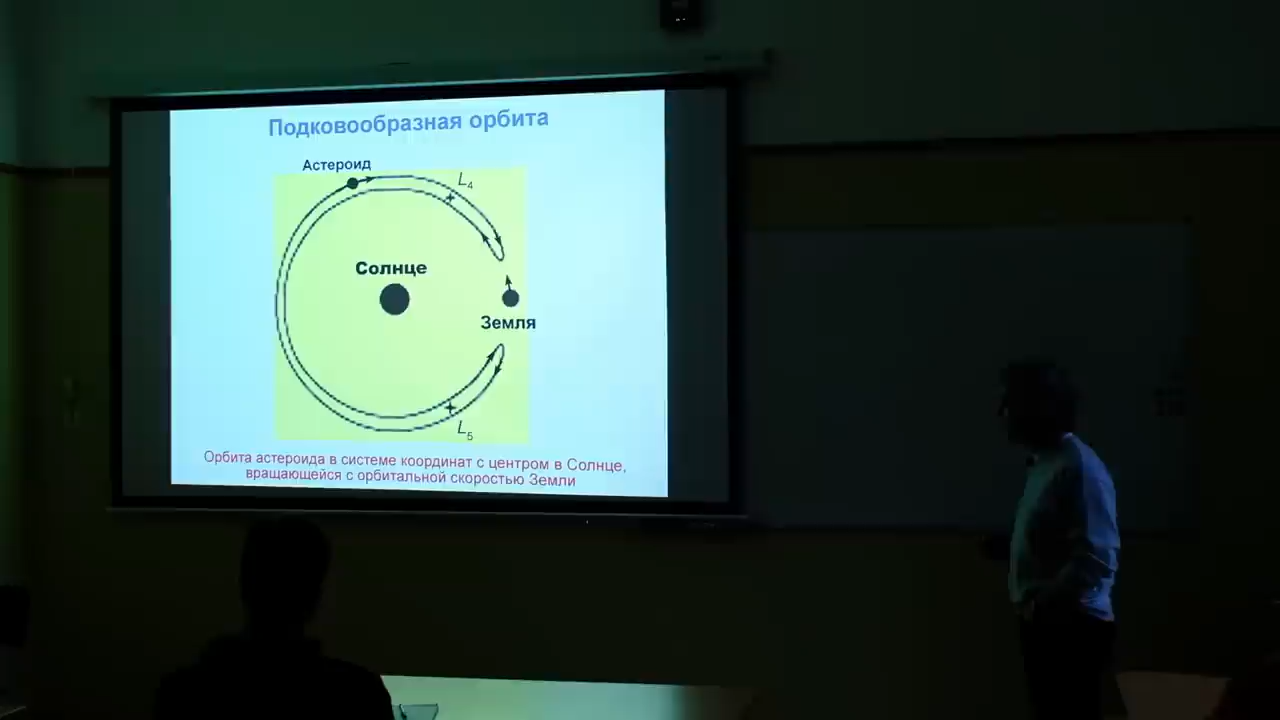 Подковообразная орбита
Астероид
L4
Солнце
Земля
L5
Орбита астероида в системе координат с центром в Солнце,
вращающейся с орбитальной скоростью Земли